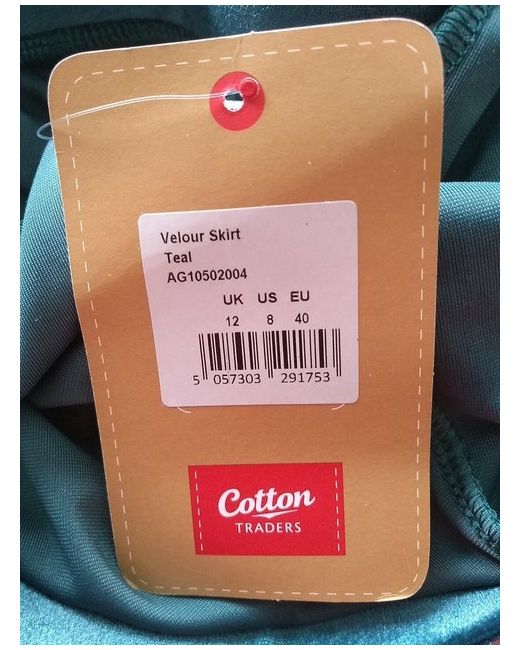 Velour Skirt
Teal
AG10502004
UK US EU
12 8 40
5 057303 291753
Cotton
TRADERS